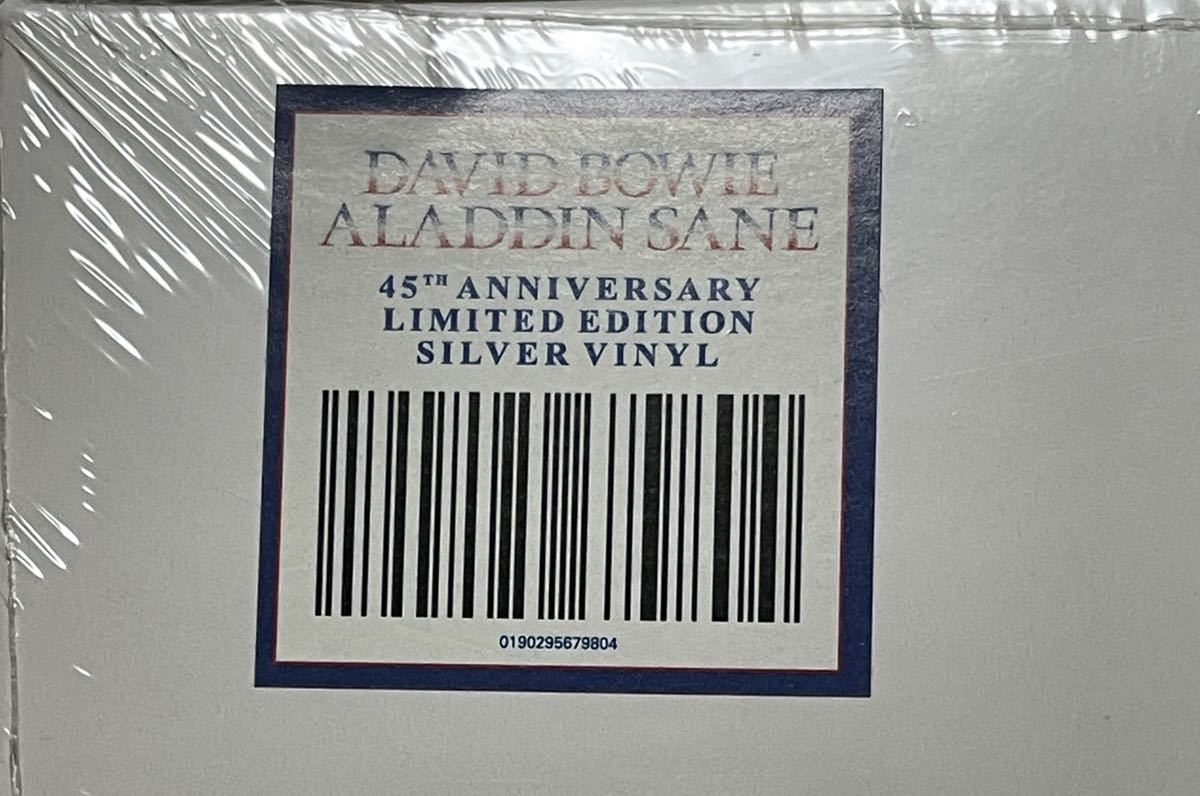 DAVID BOWIE
ALADDIN SANE
45TH ANNIVERSARY
LIMITED EDITION
SILVER VINYL
0190295679804